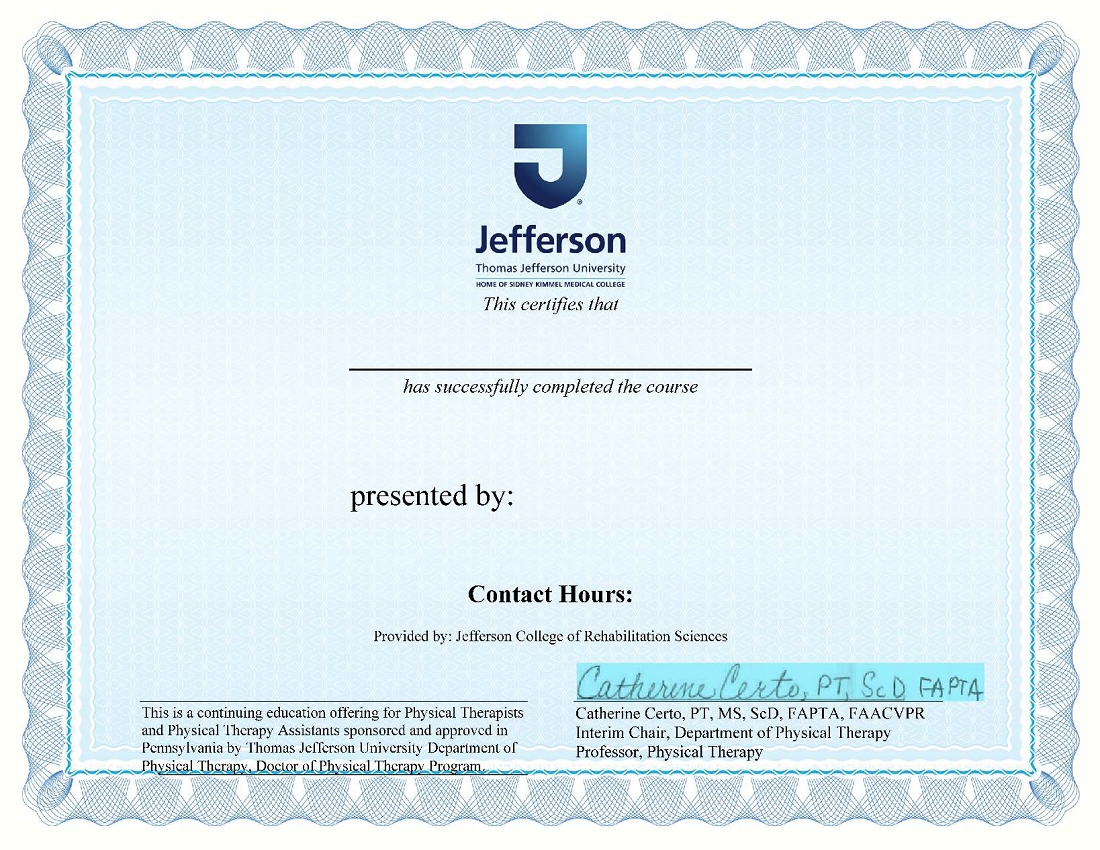 Jefferson
Thomas Jefferson University
HOME OF SIDNEY KIMMEL MEDICAL COLLEGE
This certifies that
has successfully completed the course
presented by:
Contact Hours:
Provided by: Jefferson College of Rehabilitation Sciences
This is a continuing education offering for Physical Therapists
and Physical Therapy Assistants sponsored and approved in
Pennsylvania by Thomas Jefferson University Department of
Physical Therapy, Doctor of Physical Therapy Program.
Catherine Certo, PT, ScD FAPTA
Catherine Certo, PT, MS, ScD, FAPTA, FAACVPR
Interim Chair, Department of Physical Therapy
Professor, Physical Therapy